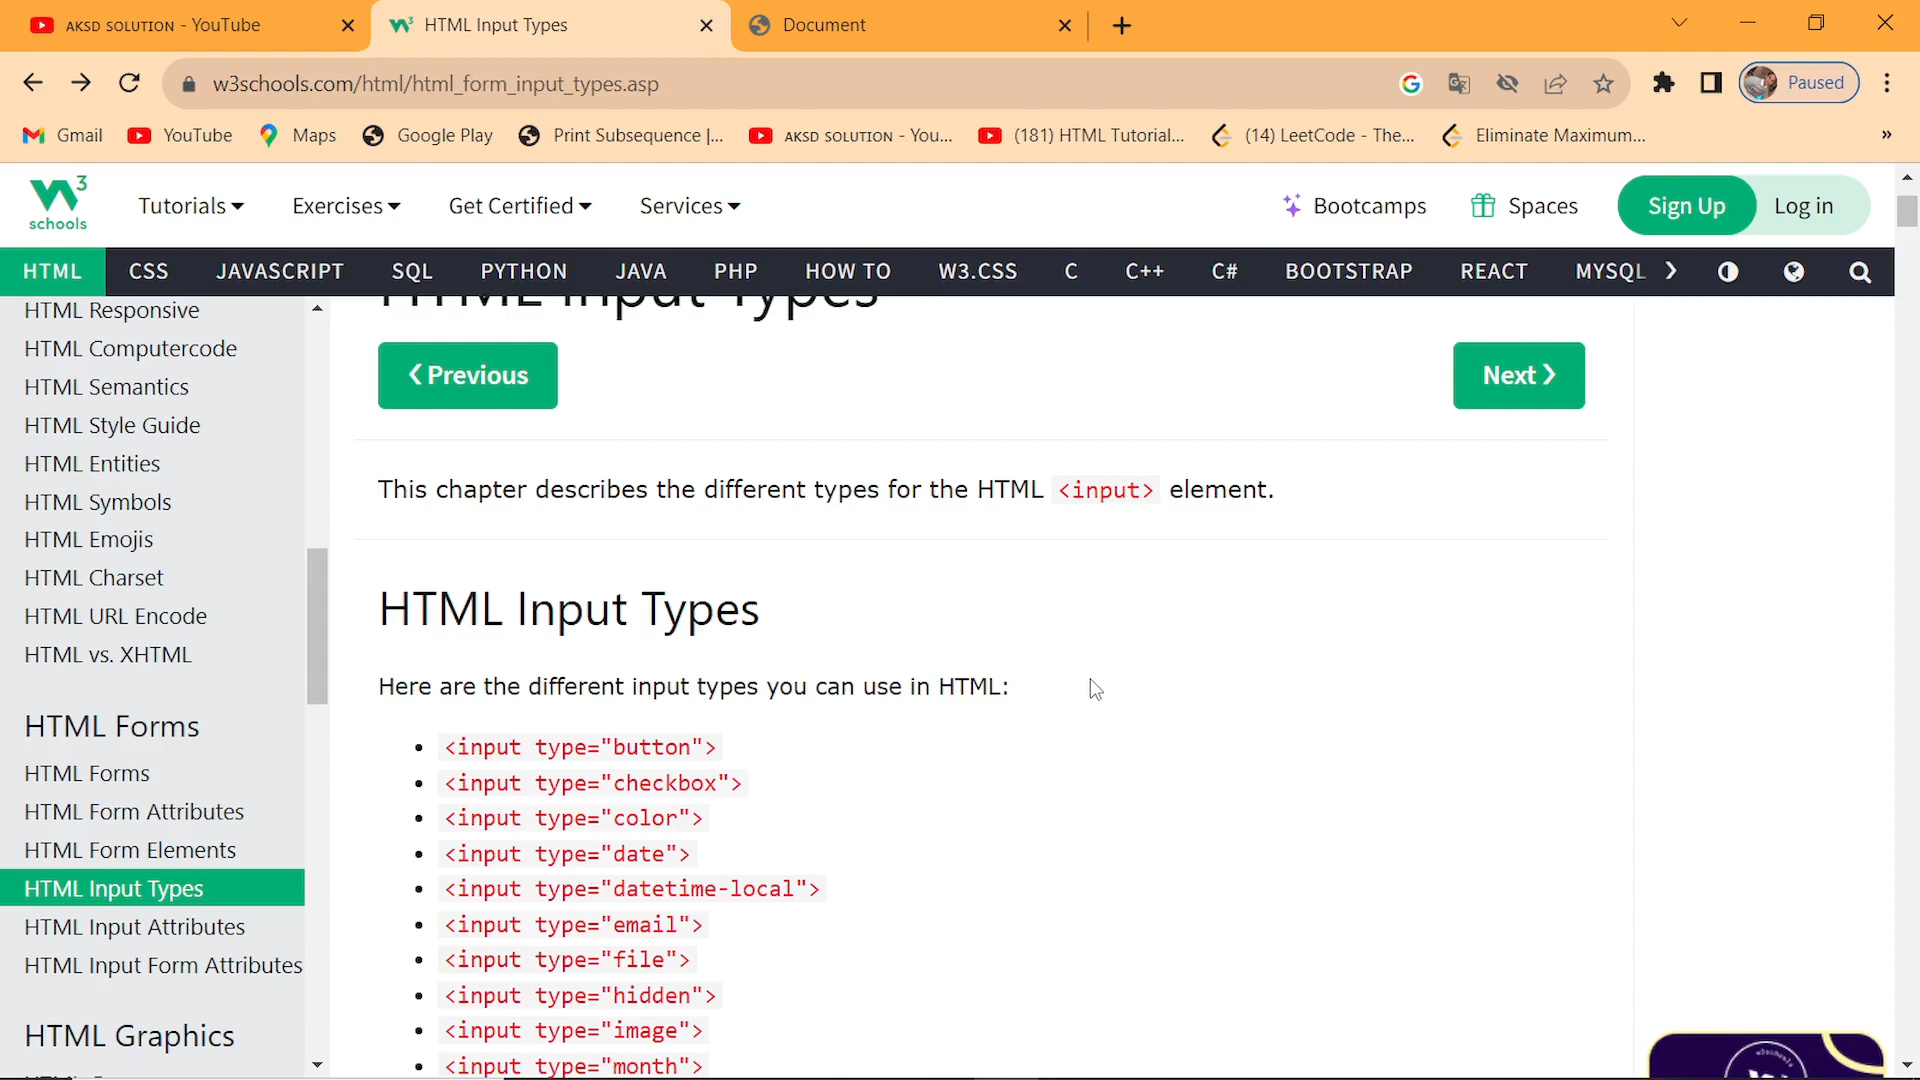 AKSD SOLUTION - YouTube
HTML Input Types
Document
w3schools.com/html/html_form_input_types.asp
Paused
Gmail
YouTube
Maps
Google Play
Print Subsequence |...
AKSD SOLUTION - You...
(181) HTML Tutorial...
(14) LeetCode - The...
Eliminate Maximum...
»
3
schools
Tutorials
Exercises
Get Certified
Services
Bootcamps
Spaces
Sign Up
Log in
HTML
CSS
JAVASCRIPT
SQL
PYTHON
JAVA
PHP
HOW TO
W3.CSS
C
C++
C#
BOOTSTRAP
REACT
MYSQL
HTML Responsive
HTML Computercode
HTML Semantics
HTML Style Guide
HTML Entities
HTML Symbols
HTML Emojis
HTML Charset
HTML URL Encode
HTML vs. XHTML
HTML Forms
HTML Forms
HTML Form Attributes
HTML Form Elements
HTML Input Types
HTML Input Attributes
HTML Input Form Attributes
HTML Graphics
HTML Input Types
❮ Previous
Next ❯
This chapter describes the different types for the HTML <input> element.
HTML Input Types
Here are the different input types you can use in HTML:
• <input type="button">
• <input type="checkbox">
• <input type="color">
• <input type="date">
• <input type="datetime-local">
• <input type="email">
• <input type="file">
• <input type="hidden">
• <input type="image">
• <input type="month">